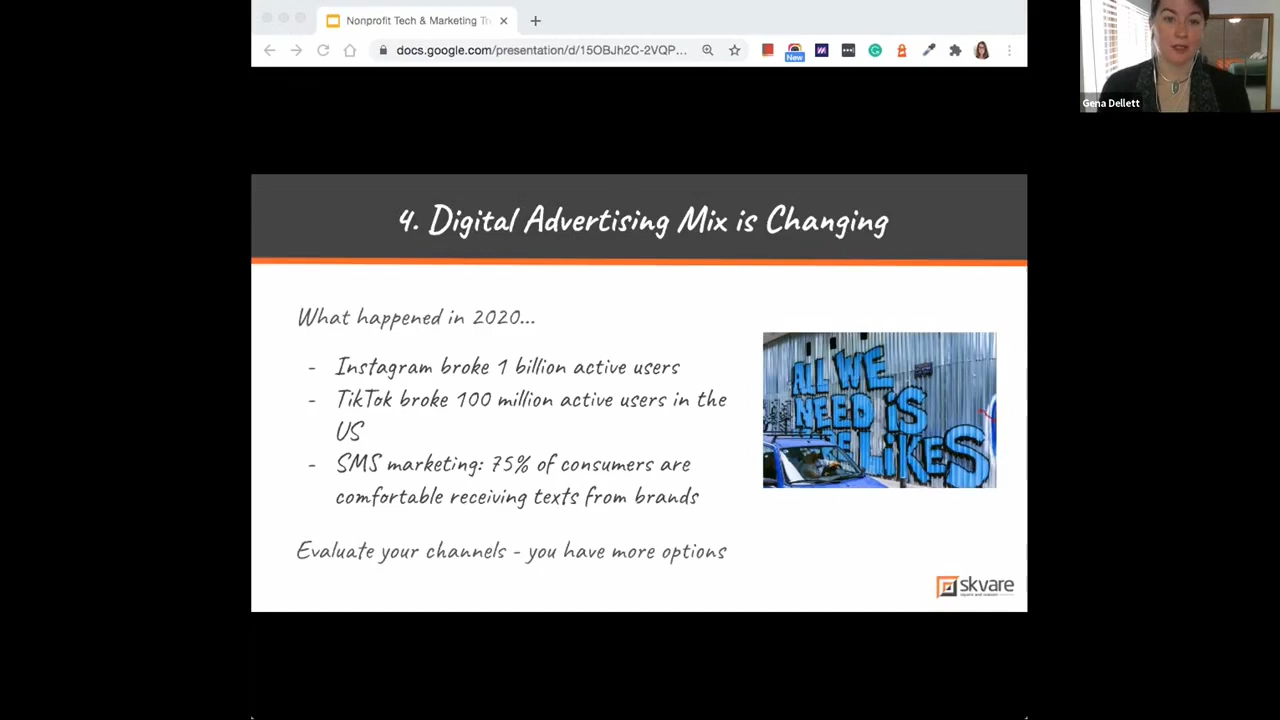 Nonprofit Tech & Marketing Tr
docs.google.com/presentation/d/15OBJh2C-2VQP...
New
Gena Dellett
4. Digital Advertising Mix is Changing
What happened in 2020...
- Instagram broke 1 billion active users
- TikTok broke 100 million active users in the
US
- SMS marketing: 75% of consumers are
comfortable receiving texts from brands
ALL WE
NEED iS
LiKES
Evaluate your channels - you have more options
skvare